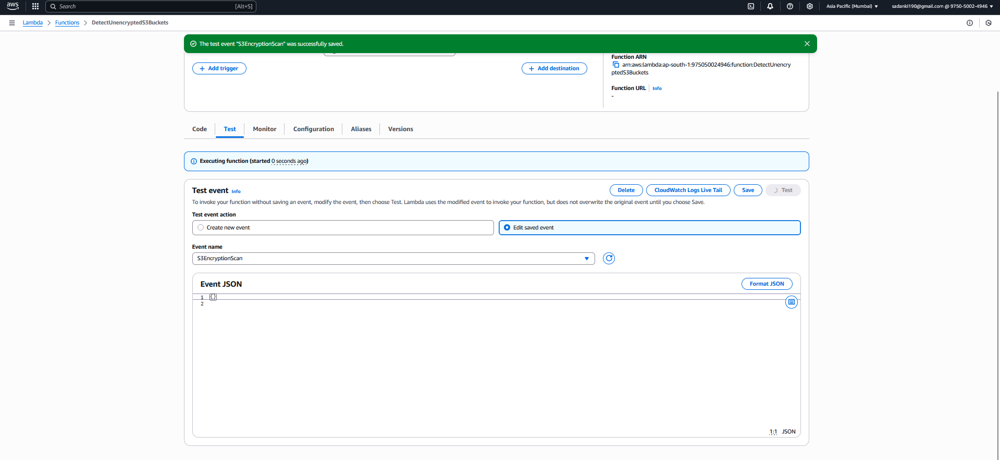 aws
Search [Alt+S]
Asia Pacific (Mumbai) sadanki190@gmail.com @ 9750-5002-4946
Lambda Functions DetectUnencryptedS3Buckets
The test event "S3EncryptionScan" was successfully saved.
Add trigger
Add destination
Function ARN
arn:aws:lambda:ap-south-1:975050024946:function:DetectUnencry
ptedS3Buckets
Function URL Info
-
Code Test Monitor Configuration Aliases Versions
Executing function (started 0 seconds ago)
Test event Info
Delete CloudWatch Logs Live Tail Save Test
To invoke your function without saving an event, modify the event, then choose Test. Lambda uses the modified event to invoke your function, but does not overwrite the original event until you choose Save.
Test event action
Create new event
Edit saved event
Event name
S3EncryptionScan
Event JSON
Format JSON
1 {}
2
1:1 JSON